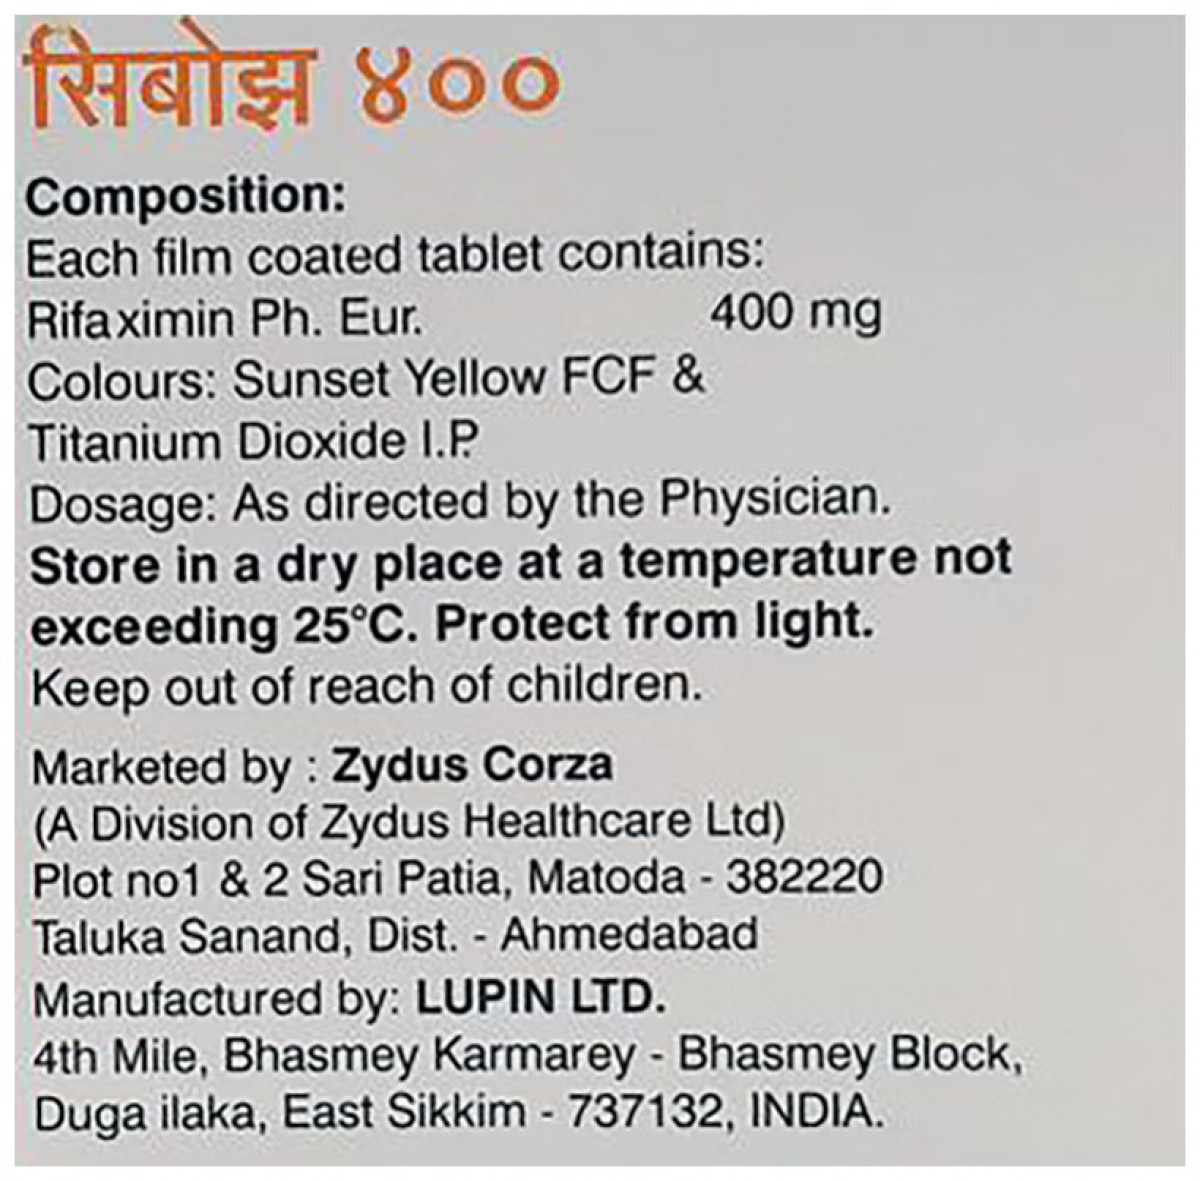 सिबोझ ४००
Composition:
Each film coated tablet contains:
Rifaximin Ph. Eur. 400 mg
Colours: Sunset Yellow FCF &
Titanium Dioxide I.P.
Dosage: As directed by the Physician.
Store in a dry place at a temperature not
exceeding 25°C. Protect from light.
Keep out of reach of children.
Marketed by : Zydus Corza
(A Division of Zydus Healthcare Ltd)
Plot no1 & 2 Sari Patia, Matoda - 382220
Taluka Sanand, Dist. - Ahmedabad
Manufactured by: LUPIN LTD.
4th Mile, Bhasmey Karmarey - Bhasmey Block,
Duga ilaka, East Sikkim - 737132, INDIA.